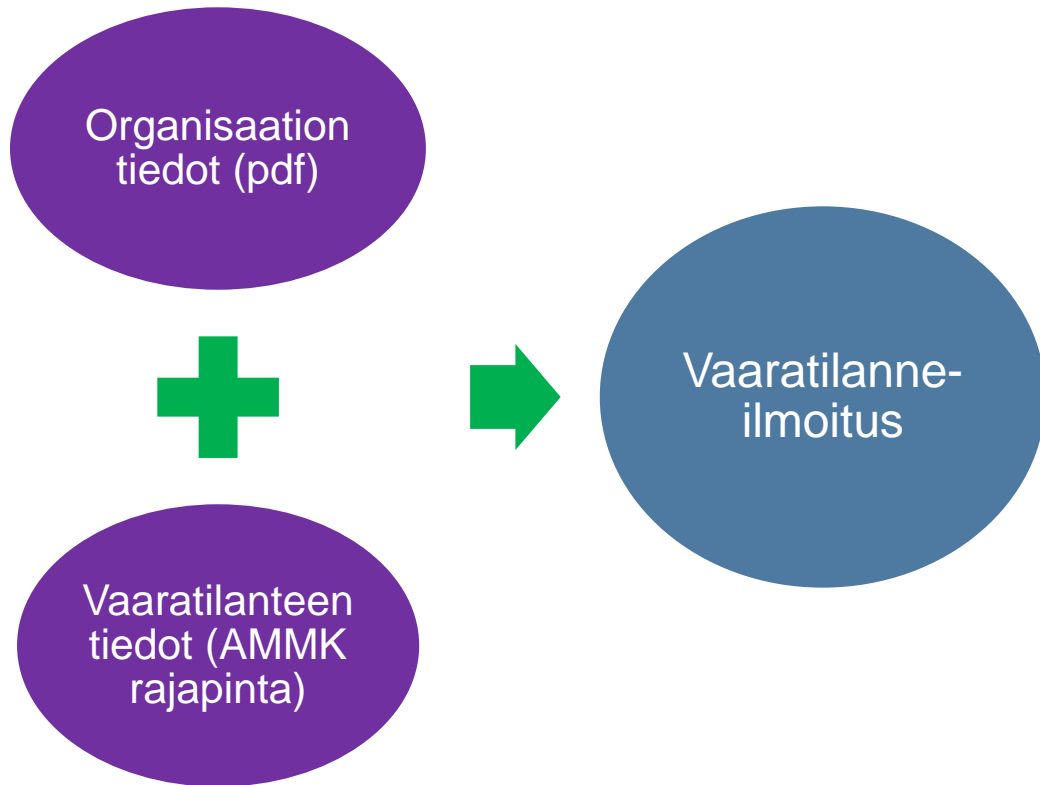 Organisaation
tiedot (pdf)
Vaaratilanteen
tiedot (AMMK
rajapinta)
Vaaratilanne-
ilmoitus